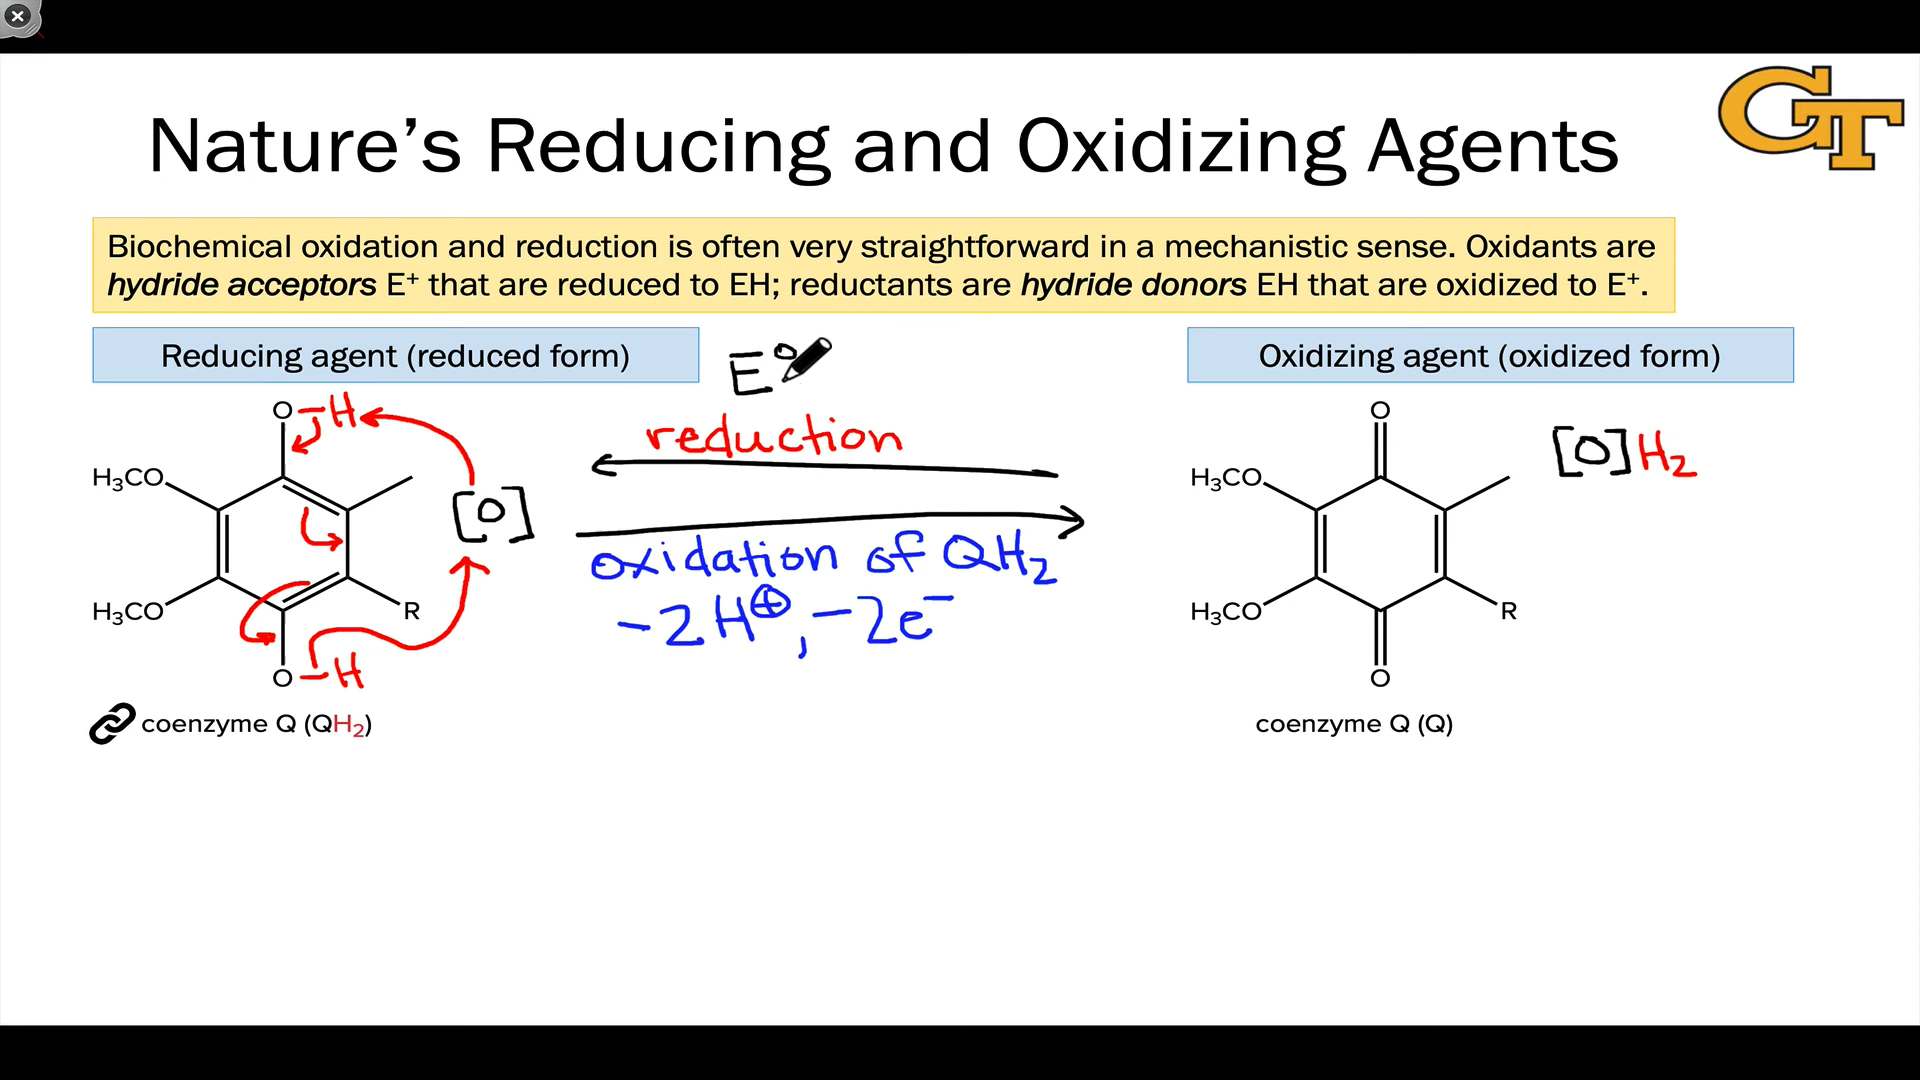 Nature’s Reducing and Oxidizing Agents
GT
Biochemical oxidation and reduction is often very straightforward in a mechanistic sense. Oxidants are
hydride acceptors E⁺ that are reduced to EH; reductants are hydride donors EH that are oxidized to E⁺.
Reducing agent (reduced form)
E°
Oxidizing agent (oxidized form)
O–H
reduction
O
[O]H₂
H₃CO
H₃CO
[O]
oxidation of QH₂
H₃CO
R
−2H⊕, −2e⁻
H₃CO
R
O–H
O
coenzyme Q (QH₂)
coenzyme Q (Q)